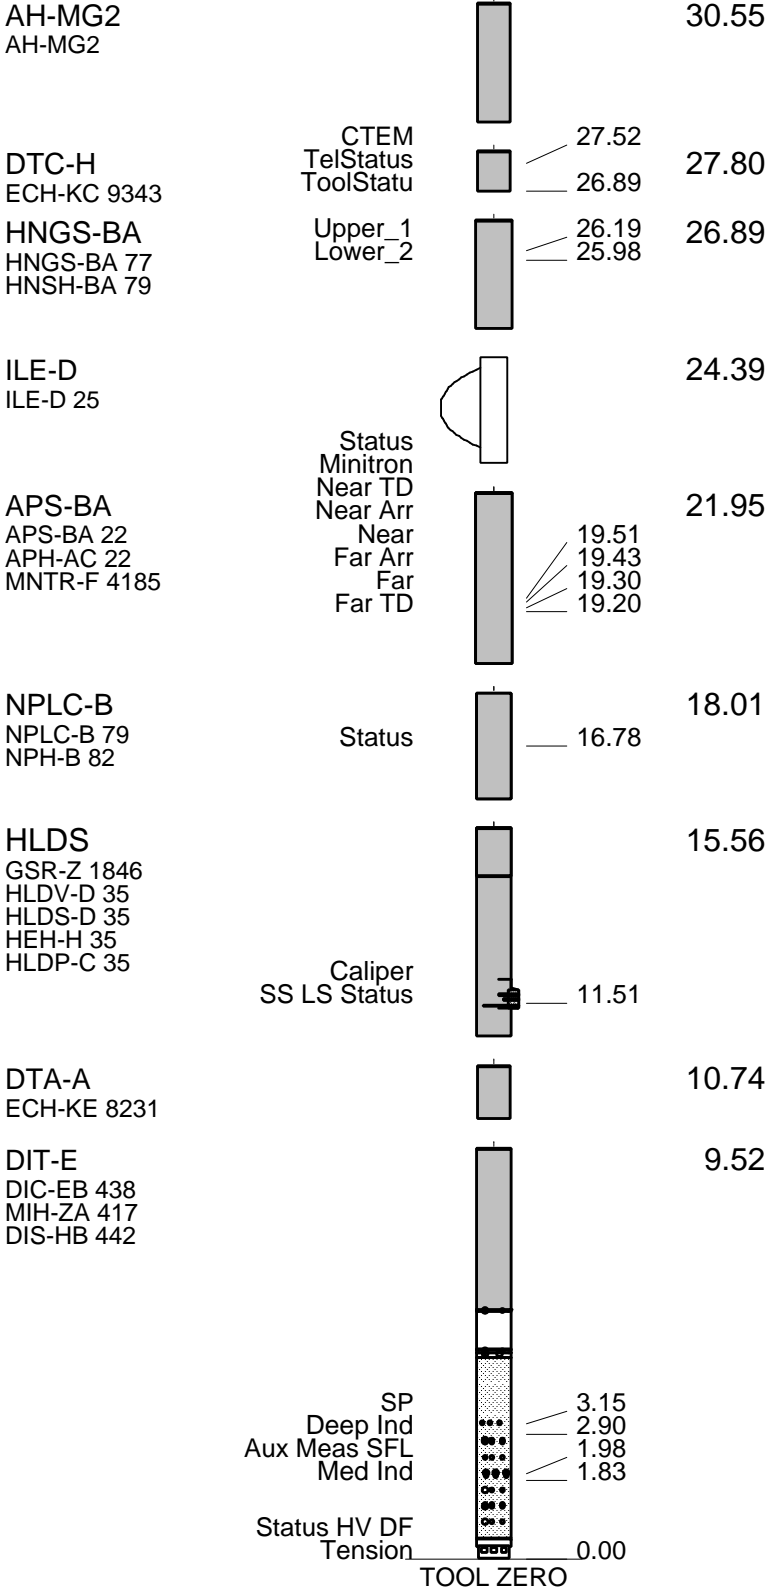 AH-MG2 30.55
AH-MG2
CTEM 27.52
DTC-H TelStatus 27.80
ECH-KC 9343 ToolStatu 26.89
HNGS-BA Upper_1 26.19 26.89
HNGS-BA 77 Lower_2 25.98
HNSH-BA 79
ILE-D 24.39
ILE-D 25
Status
Minitron
Near TD
APS-BA Near Arr 21.95
APS-BA 22 Near 19.51
APH-AC 22 Far Arr 19.43
MNTR-F 4185 Far 19.30
Far TD 19.20
NPLC-B 18.01
NPLC-B 79 Status 16.78
NPH-B 82
HLDS 15.56
GSR-Z 1846
HLDV-D 35
HLDS-D 35
HEH-H 35
HLDP-C 35
Caliper
SS LS Status 11.51
DTA-A 10.74
ECH-KE 8231
DIT-E 9.52
DIC-EB 438
MIH-ZA 417
DIS-HB 442
SP 3.15
Deep Ind 2.90
Aux Meas SFL 1.98
Med Ind 1.83
Status HV DF
Tension 0.00
TOOL ZERO